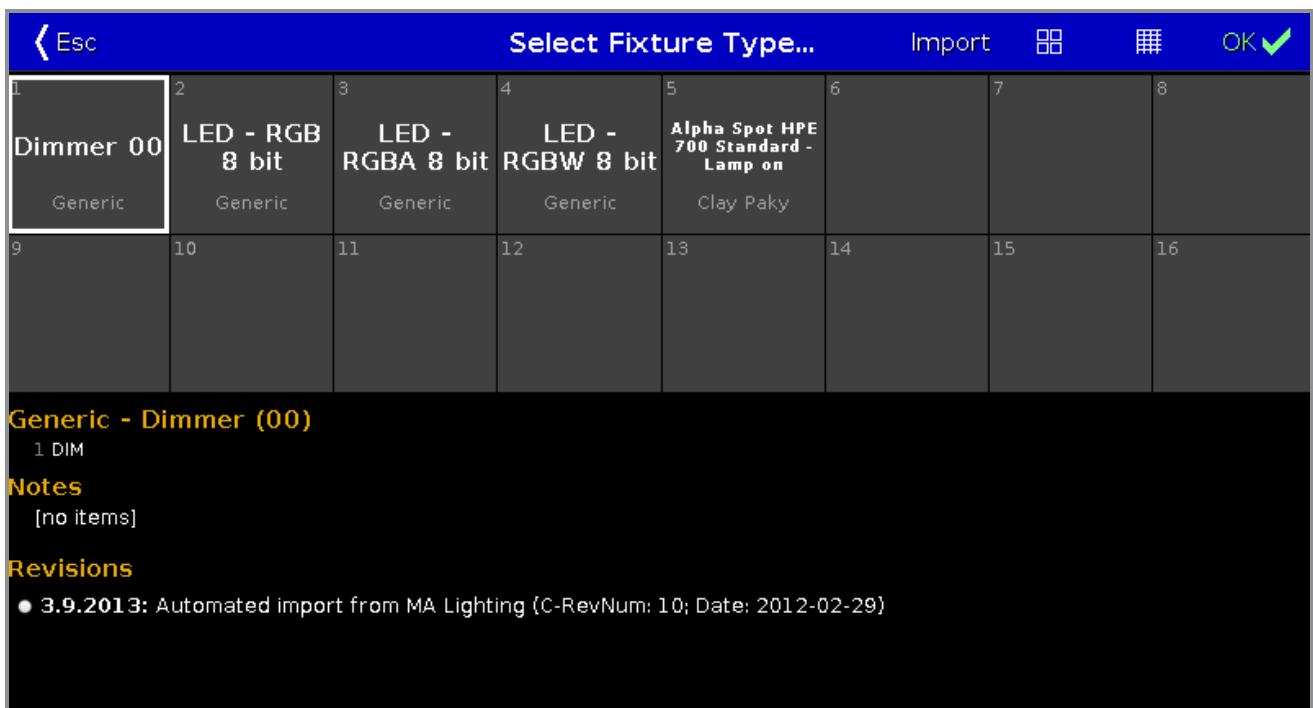 Esc
Select Fixture Type...
Import
OK
1
Dimmer 00
Generic
2
LED - RGB
8 bit
Generic
3
LED -
RGBA 8 bit
Generic
4
LED -
RGBW 8 bit
Generic
5
Alpha Spot HPE
700 Standard -
Lamp on
Clay Paky
6
7
8
9
10
11
12
13
14
15
16
Generic - Dimmer (00)
1 DIM
Notes
[no items]
Revisions
3.9.2013: Automated import from MA Lighting (C-RevNum: 10; Date: 2012-02-29)